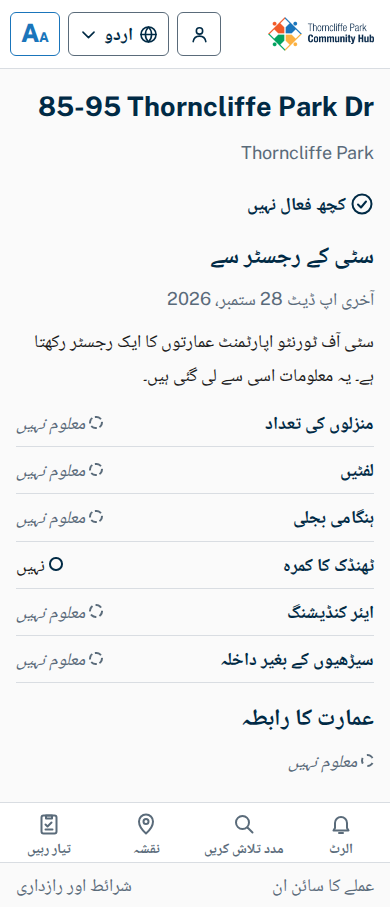 Thorncliffe Park
Community Hub
اردو
AA
85-95 Thorncliffe Park Dr
Thorncliffe Park
کچھ فعال نہیں
سٹی کے رجسٹر سے
آخری اپ ڈیٹ 28 ستمبر، 2026
سٹی آف ٹورنٹو اپارٹمنٹ عمارتوں کا ایک رجسٹر رکھتا
ہے۔ یہ معلومات اسی سے لی گئی ہیں۔
منزلوں کی تعداد معلوم نہیں
لفٹیں معلوم نہیں
ہنگامی بجلی معلوم نہیں
ٹھنڈک کا کمرہ نہیں
ایئر کنڈیشنگ معلوم نہیں
سیڑھیوں کے بغیر داخلہ معلوم نہیں
عمارت کا رابطہ
معلوم نہیں
الرٹ مدد تلاش کریں نقشہ تیار رہیں
عملے کا سائن ان شرائط اور رازداری